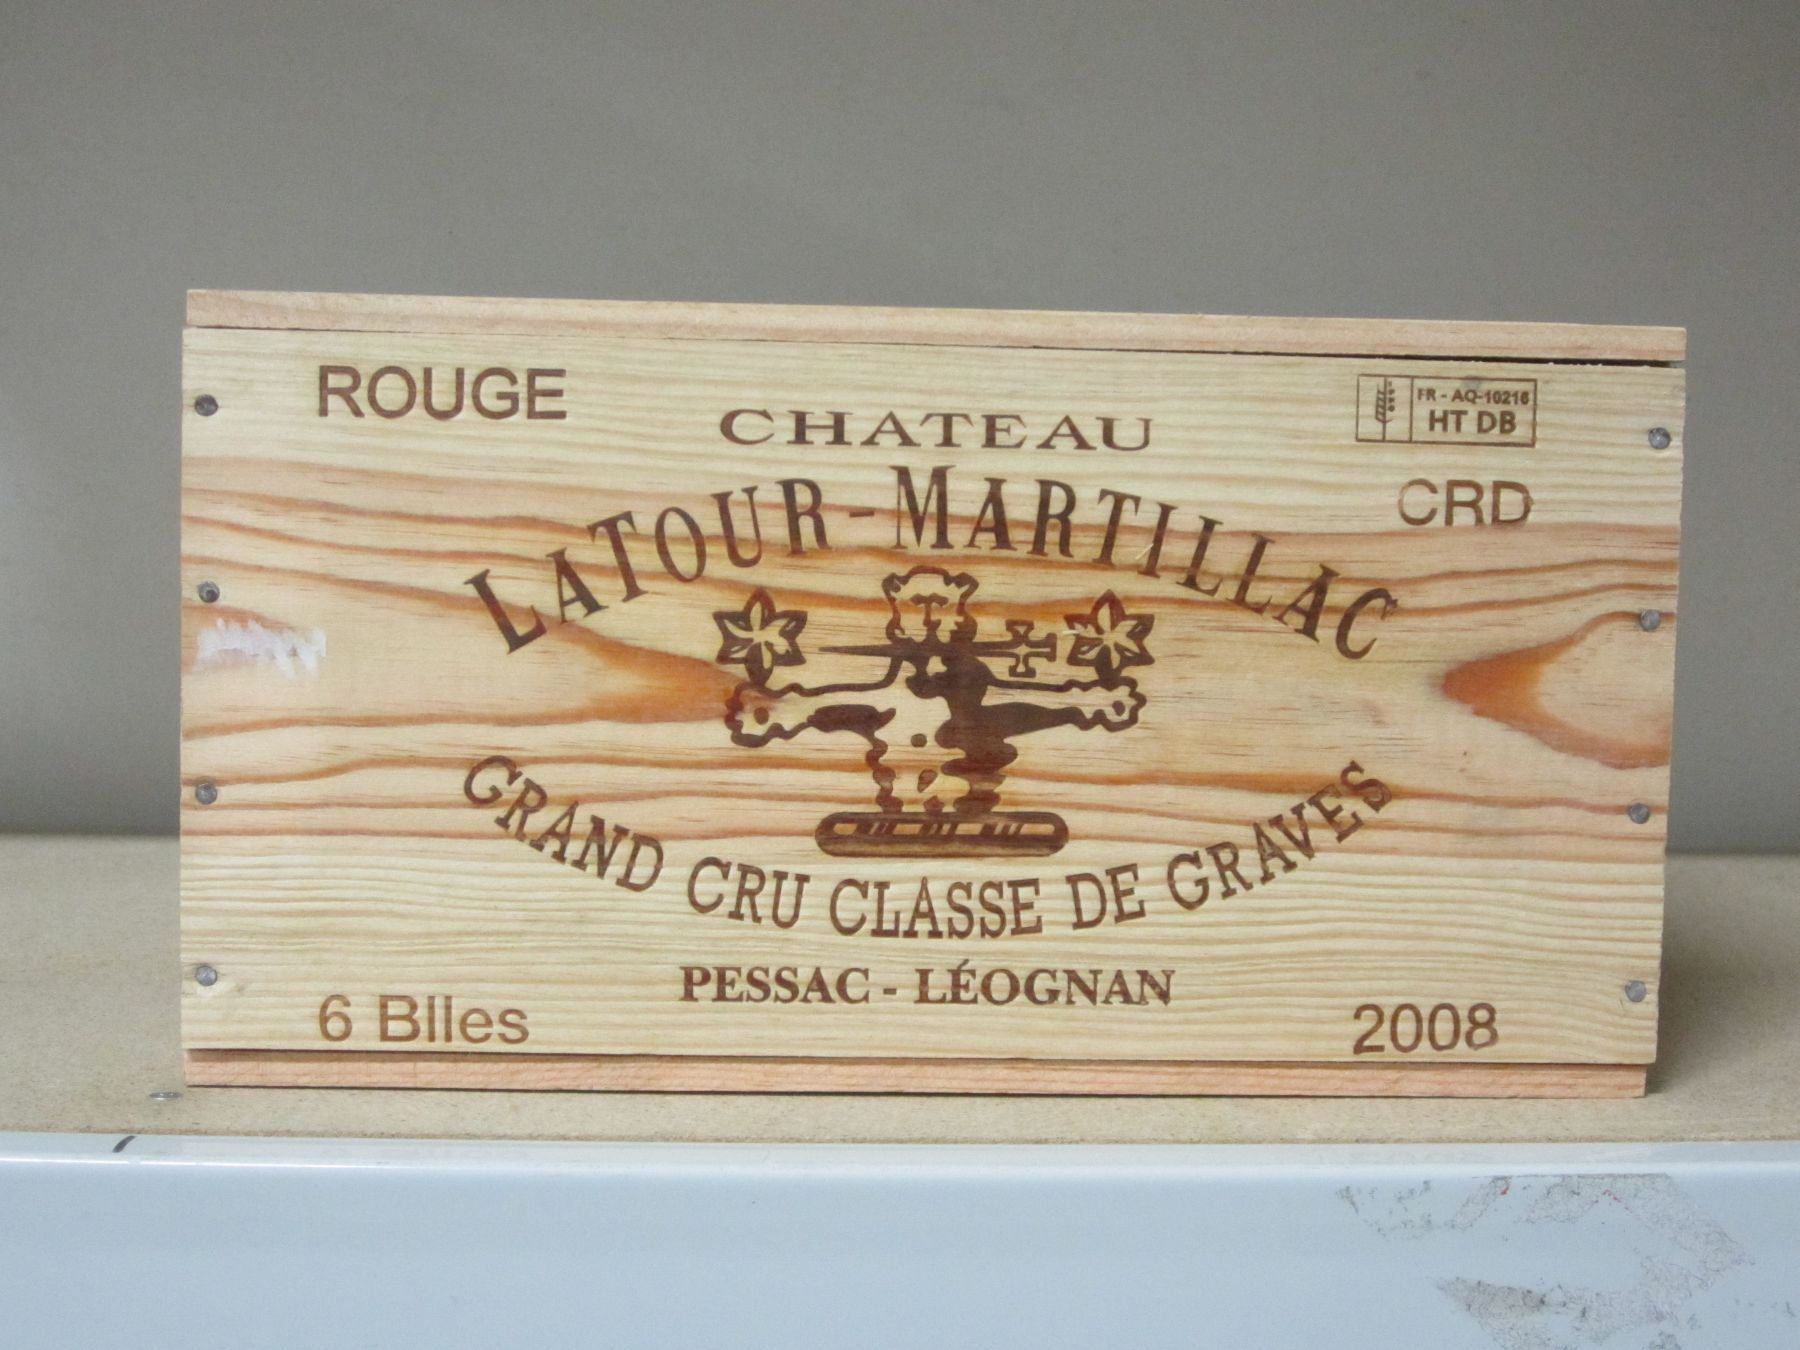 ROUGE
FR - AQ-10216
HT DB
CRD
CHATEAU
LATOUR-MARTILLAC
GRAND CRU CLASSE DE GRAVES
PESSAC - LÉOGNAN
6 Blles
2008